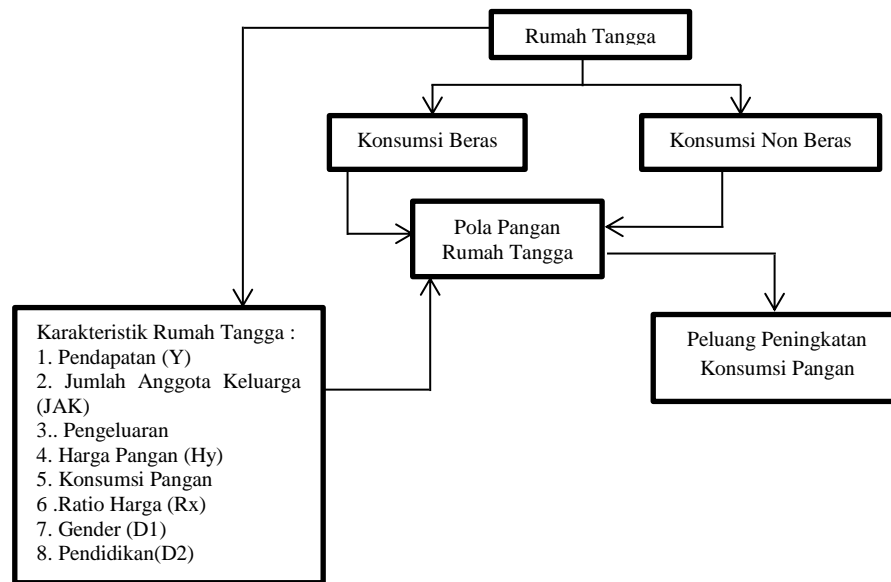 Rumah Tangga
Konsumsi Beras
Konsumsi Non Beras
Pola Pangan
Rumah Tangga
Karakteristik Rumah Tangga :
1. Pendapatan (Y)
2. Jumlah Anggota Keluarga
(JAK)
3.. Pengeluaran
4. Harga Pangan (Hy)
5. Konsumsi Pangan
6 .Ratio Harga (Rx)
7. Gender (D1)
8. Pendidikan(D2)
Peluang Peningkatan
Konsumsi Pangan